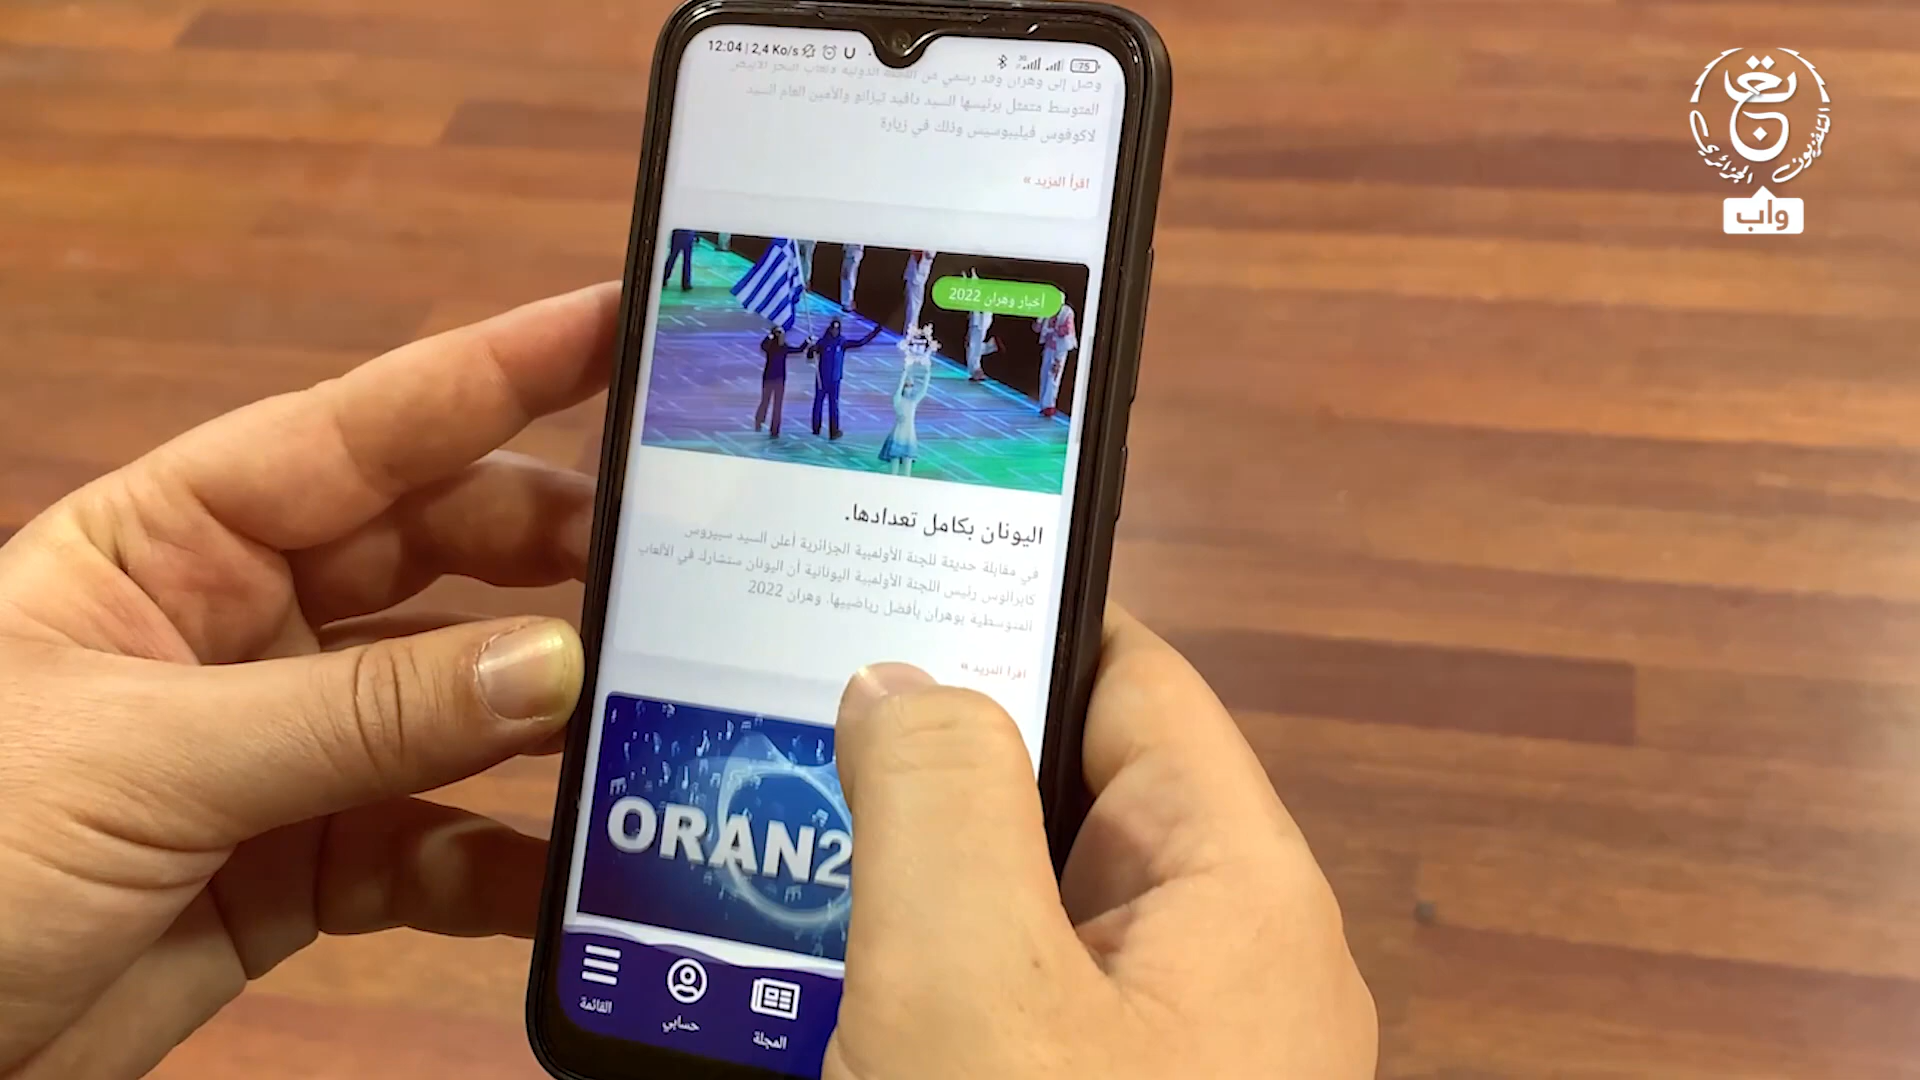 12:04 | 2,4 Ko/s
75
وصل إلى وهران وفد رسمي من اللجنة الدولية لألعاب البحر الأبيض
المتوسط متمثل برئيسها السيد دافيد تيزانو والأمين العام السيد
لاكوفوس فيليبوسيس وذلك في زيارة
اقرأ المزيد »
أخبار وهران 2022
اليونان بكامل تعدادها.
في مقابلة حديثة للجنة الأولمبية الجزائرية أعلن السيد سبيروس
كابرالوس رئيس اللجنة الأولمبية اليونانية أن اليونان ستشارك في الألعاب
المتوسطية بوهران بأفضل رياضييها. وهران 2022
اقرأ المزيد »
ORAN2
القائمة
حسابي
المجلة
التلفزيون الجزائري
واب